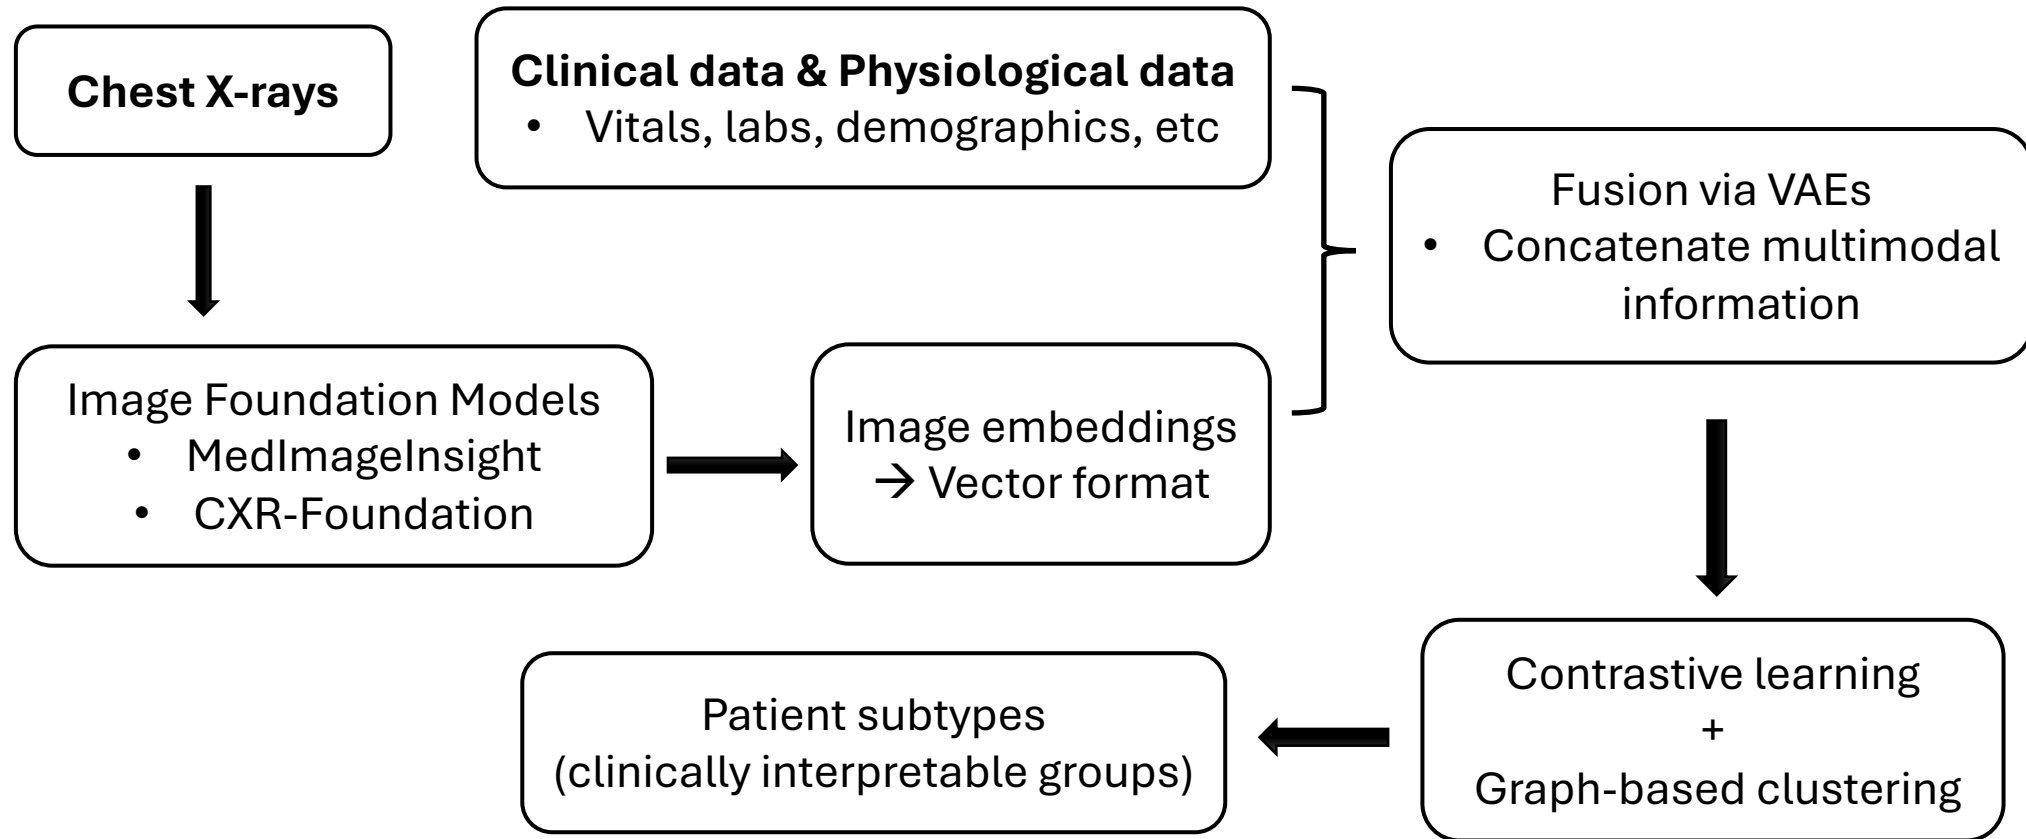 Chest X-rays
Clinical data & Physiological data
• Vitals, labs, demographics, etc
Image Foundation Models
• MedImageInsight
• CXR-Foundation
Image embeddings
→ Vector format
Fusion via VAEs
• Concatenate multimodal
information
Contrastive learning
+
Graph-based clustering
Patient subtypes
(clinically interpretable groups)